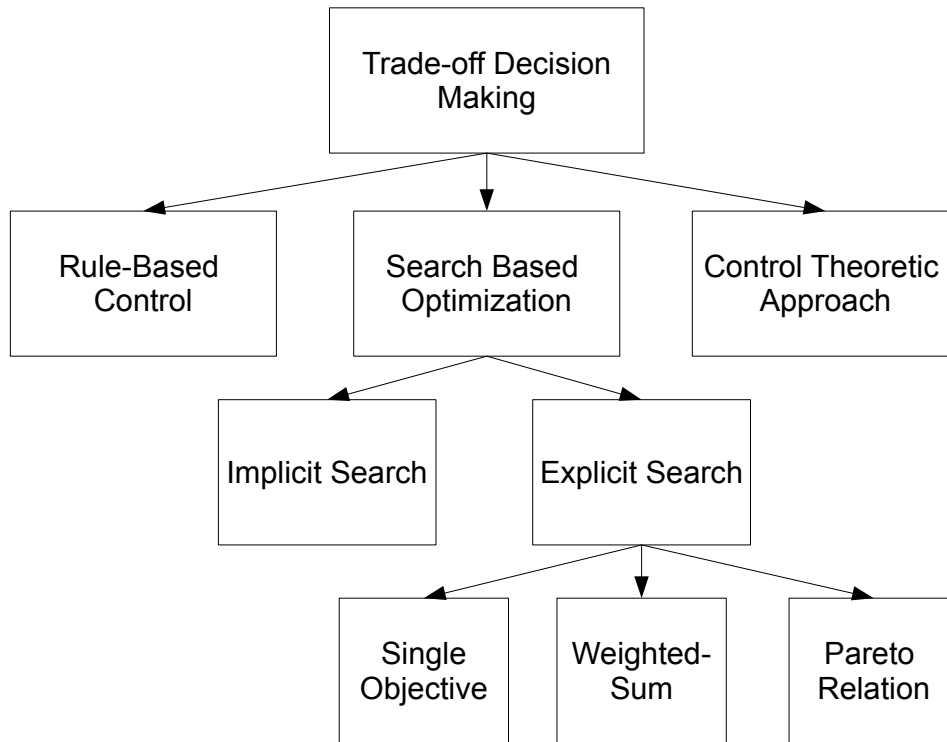 Trade-off Decision
Making
Rule-Based
Control
Search Based
Optimization
Control Theoretic
Approach
Implicit Search
Explicit Search
Single
Objective
Weighted-
Sum
Pareto
Relation